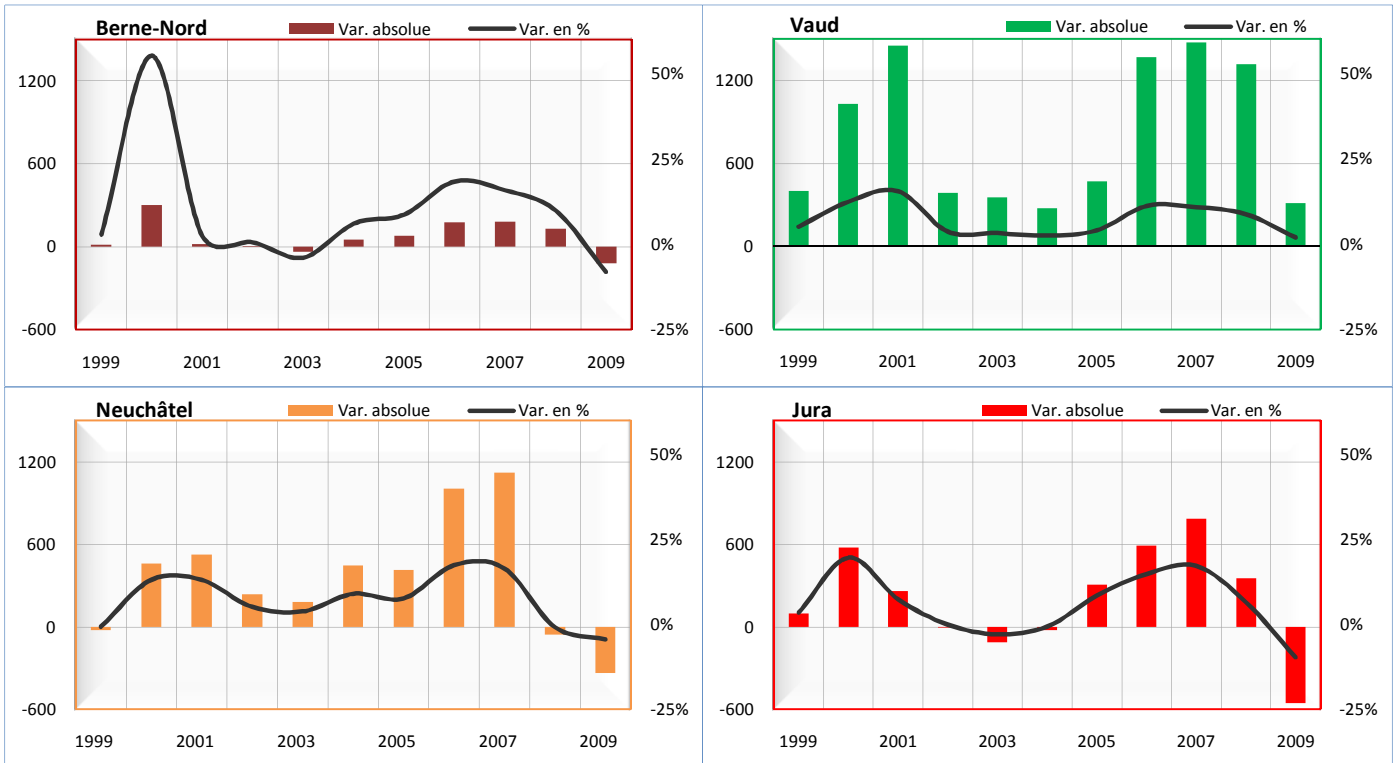 Berne-Nord Var. absolue Var. en %
1200 50%
600 25%
0 0%
-600 -25%
1999 2001 2003 2005 2007 2009
Vaud Var. absolue Var. en %
1200 50%
600 25%
0 0%
-600 -25%
1999 2001 2003 2005 2007 2009
Neuchâtel Var. absolue Var. en %
1200 50%
600 25%
0 0%
-600 -25%
1999 2001 2003 2005 2007 2009
Jura Var. absolue Var. en %
1200 50%
600 25%
0 0%
-600 -25%
1999 2001 2003 2005 2007 2009